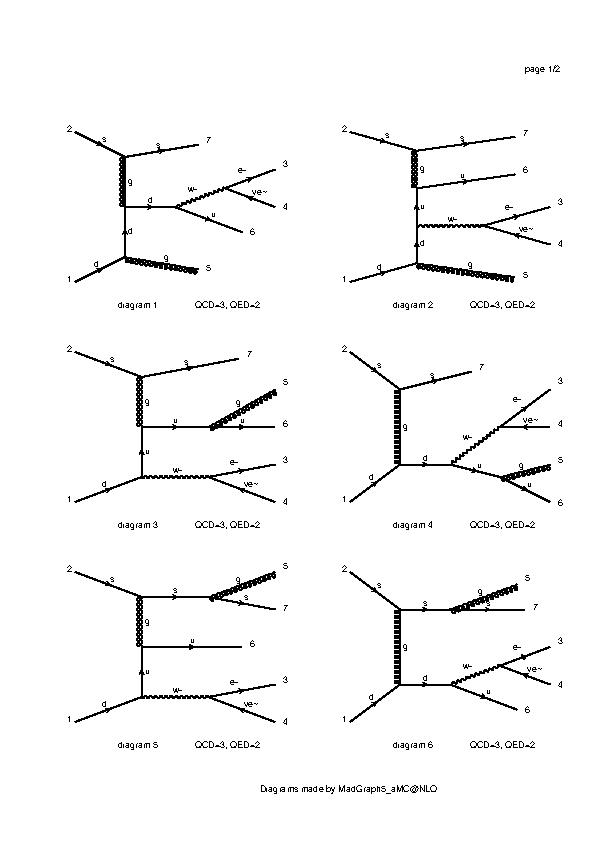 page 1/2
2 s s 7
g e- 3
w- ve~ 4
d u 6
d
d g 5
1
diagram 1 QCD=3, QED=2
2 s s 7
g u 6
u e- 3
w- ve~ 4
d
d g 5
1
diagram 2 QCD=3, QED=2
2 s s 7
g g 5
u u 6
u e- 3
w- ve~ 4
1 d
diagram 3 QCD=3, QED=2
2 s s 7
g e- 3
ve~ 4
w-
d u g 5
u 6
1 d
diagram 4 QCD=3, QED=2
2 s s g 5
s 7
g u 6
u e- 3
w- ve~ 4
1 d
diagram 5 QCD=3, QED=2
2 s s g 5
s 7
g e- 3
w- ve~ 4
d u 6
1 d
diagram 6 QCD=3, QED=2
Diagrams made by MadGraph5_aMC@NLO